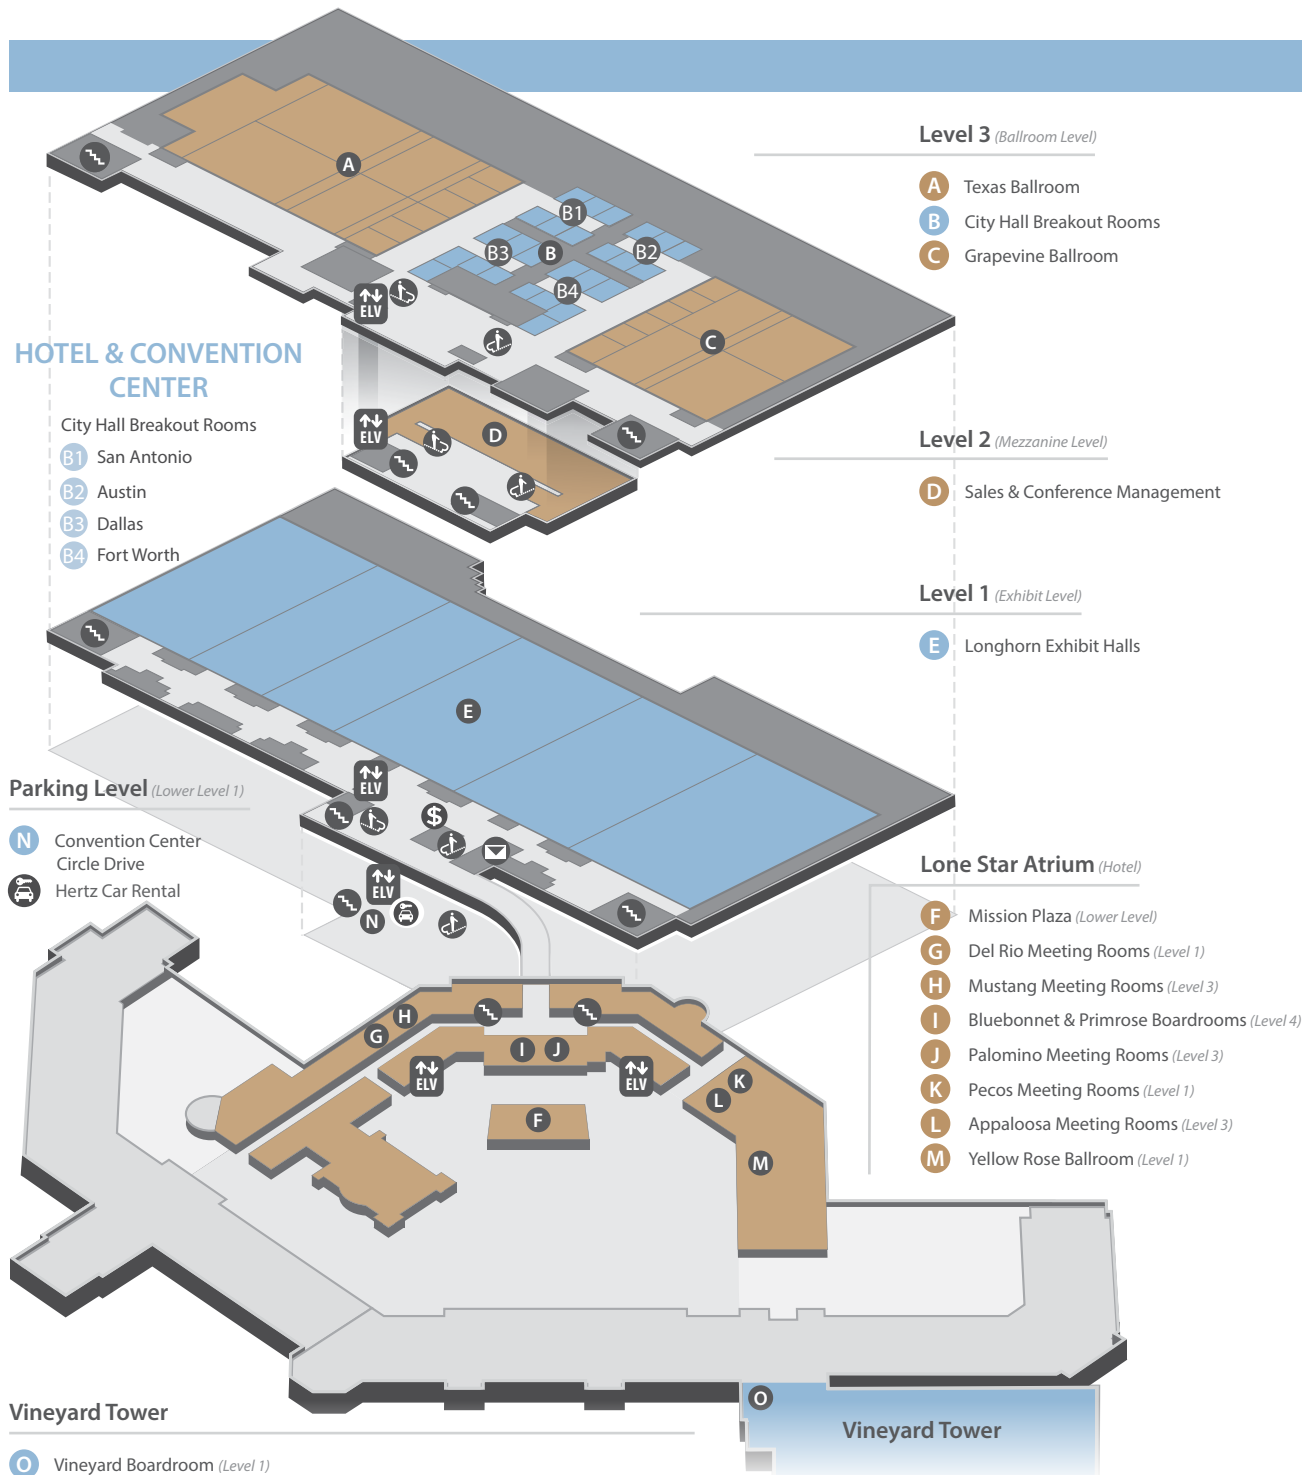 Level 3 (Ballroom Level)
A Texas Ballroom
B City Hall Breakout Rooms
C Grapevine Ballroom
A
B1
B3
B
B2
B4
ELV
C
HOTEL & CONVENTION
CENTER
City Hall Breakout Rooms
B1 San Antonio
B2 Austin
B3 Dallas
B4 Fort Worth
ELV
D
Level 2 (Mezzanine Level)
D Sales & Conference Management
Level 1 (Exhibit Level)
E Longhorn Exhibit Halls
E
ELV
$
Parking Level (Lower Level 1)
N Convention Center
Circle Drive
Hertz Car Rental
ELV
N
Lone Star Atrium (Hotel)
F Mission Plaza (Lower Level)
G Del Rio Meeting Rooms (Level 1)
H Mustang Meeting Rooms (Level 3)
I Bluebonnet & Primrose Boardrooms (Level 4)
J Palomino Meeting Rooms (Level 3)
K Pecos Meeting Rooms (Level 1)
L Appaloosa Meeting Rooms (Level 3)
M Yellow Rose Ballroom (Level 1)
H
G
I
J
ELV
ELV
K
L
F
M
O
Vineyard Tower
Vineyard Tower
O Vineyard Boardroom (Level 1)